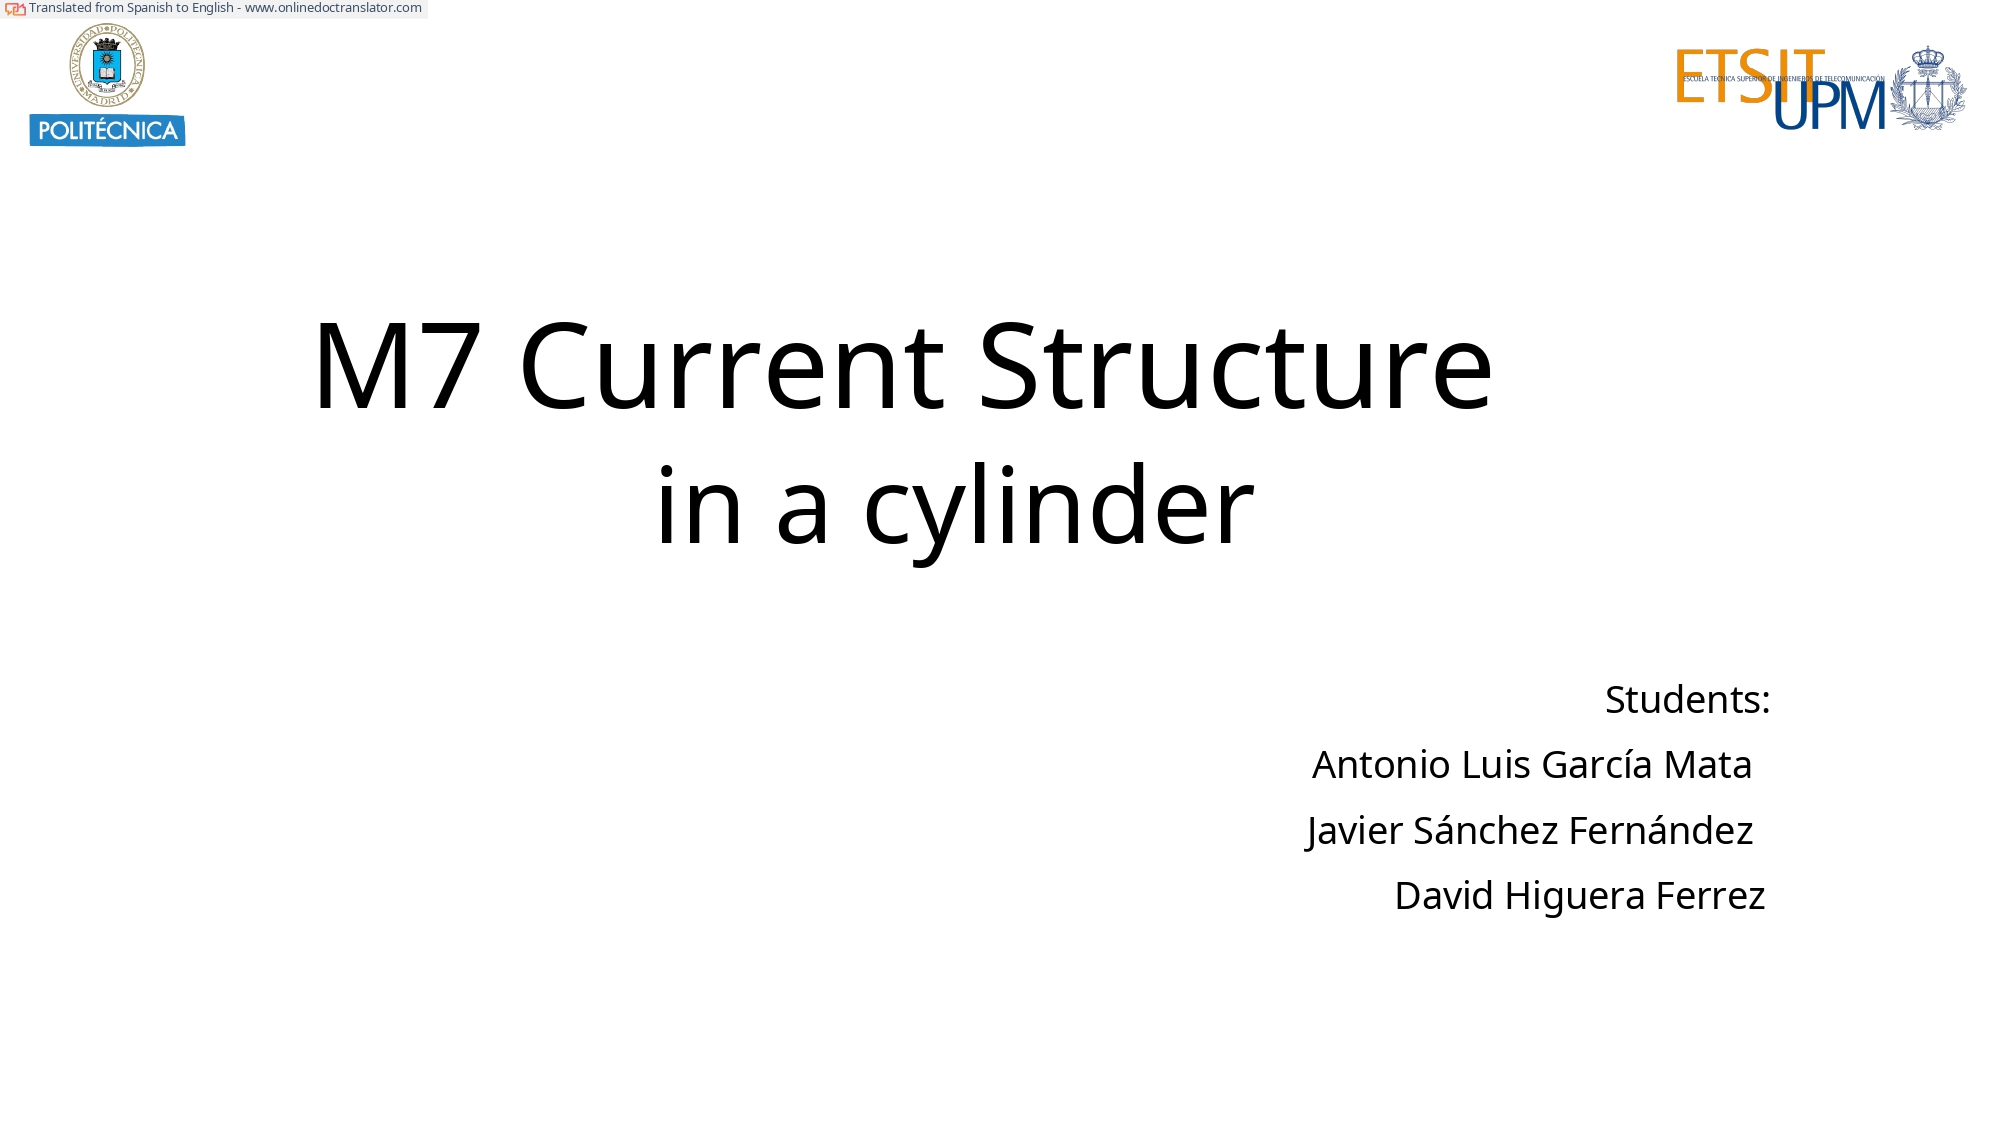 Translated from Spanish to English - www.onlinedoctranslator.com
UNIVERSIDAD POLITÉCNICA
MADRID
POLITÉCNICA
ETSIT
ESCUELA TÉCNICA SUPERIOR DE INGENIEROS DE TELECOMUNICACIÓN
UPM
M7 Current Structure
in a cylinder
Students:
Antonio Luis García Mata
Javier Sánchez Fernández
David Higuera Ferrez